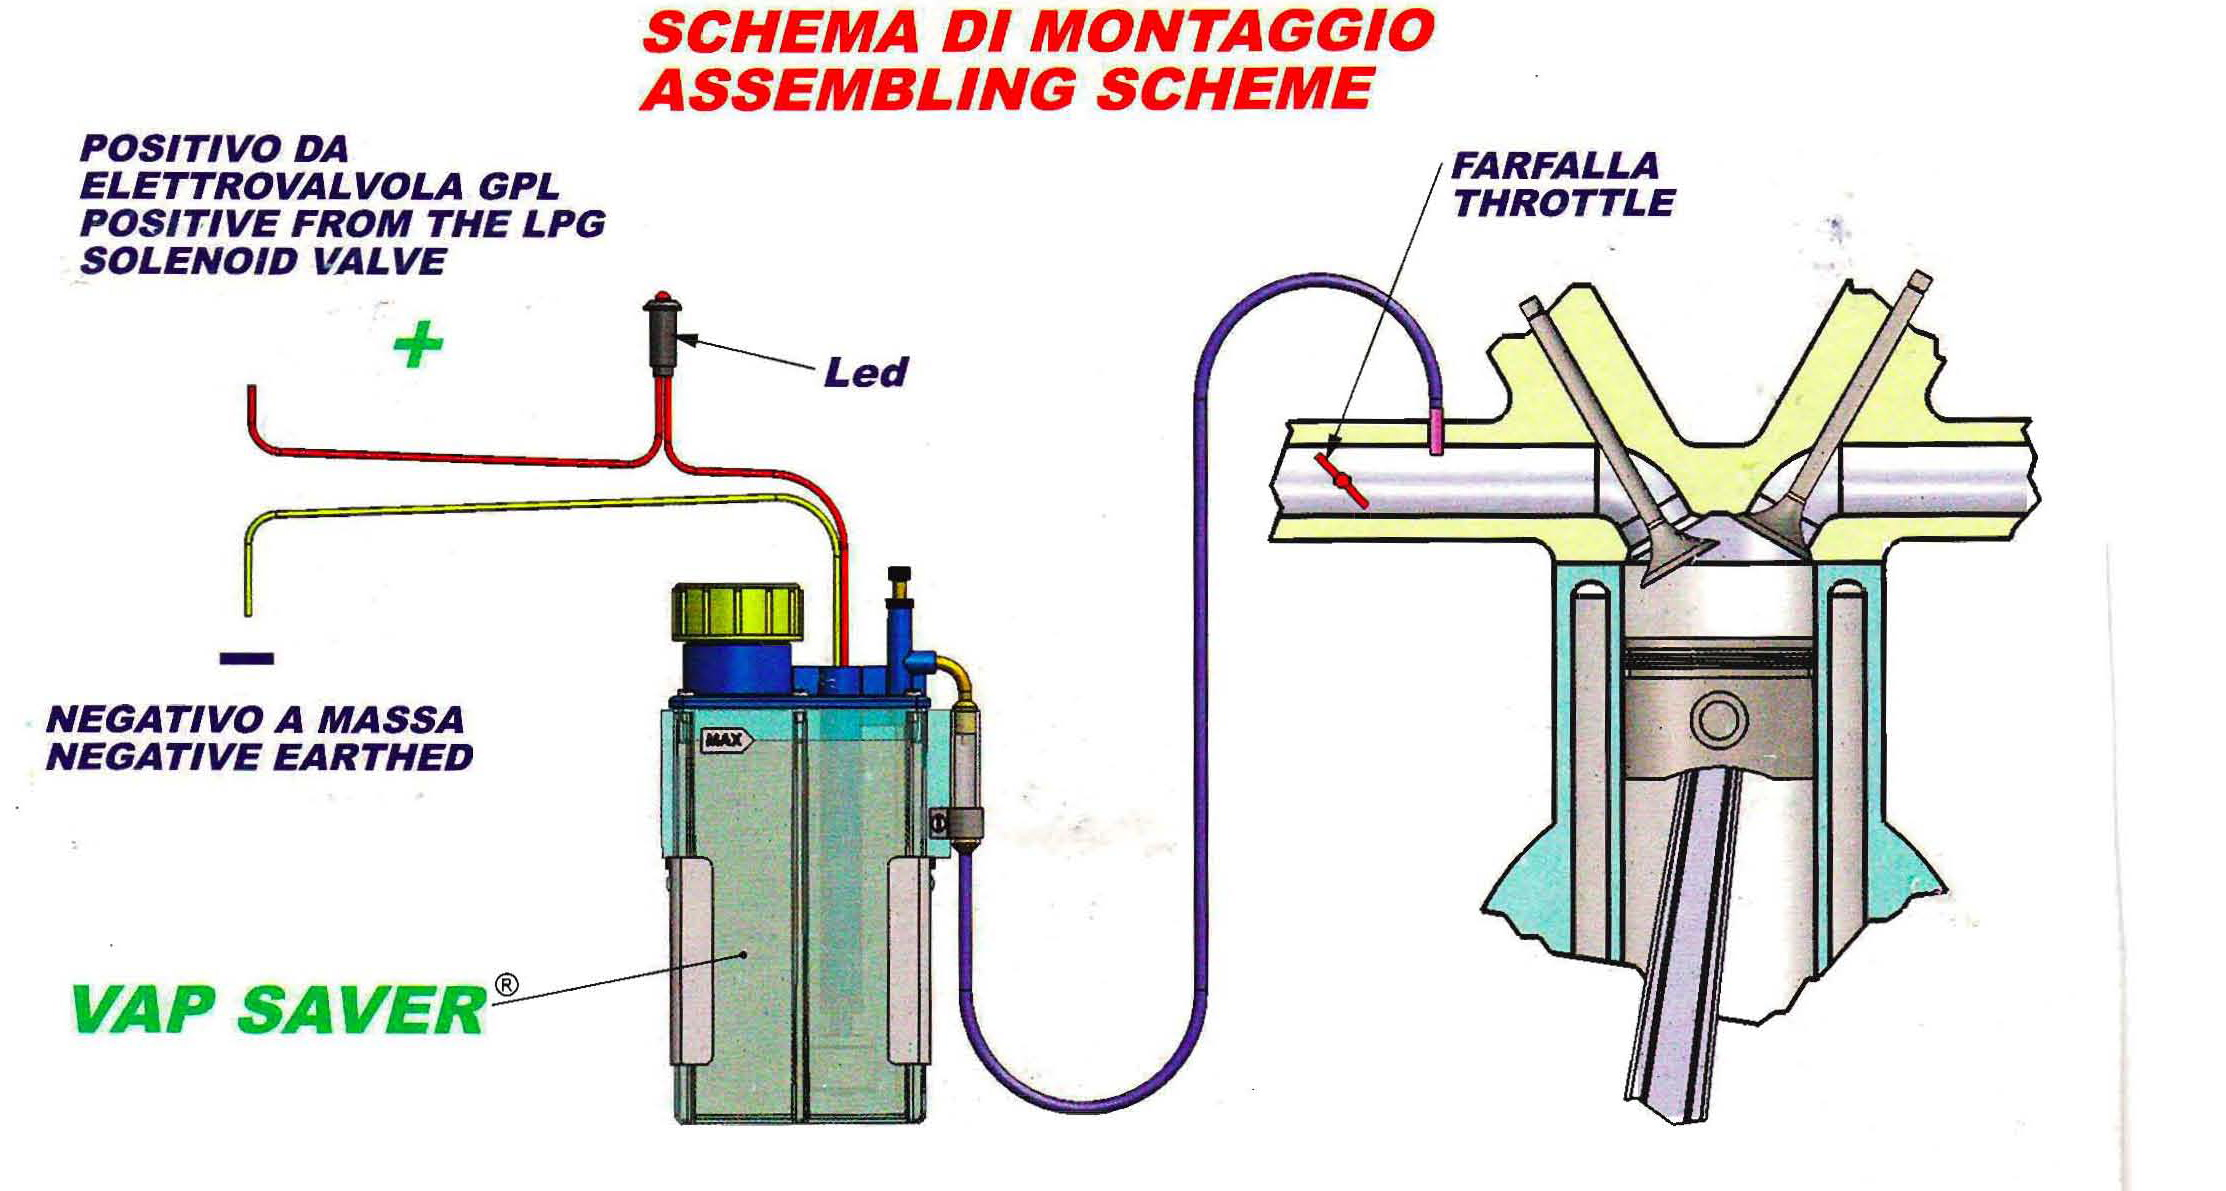 SCHEMA DI MONTAGGIO
ASSEMBLING SCHEME
POSITIVO DA
ELETTROVALVOLA GPL
POSITIVE FROM THE LPG
SOLENOID VALVE
+
FARFALLA
THROTTLE
Led
–
NEGATIVO A MASSA
NEGATIVE EARTHED
MAX
VAP SAVER®